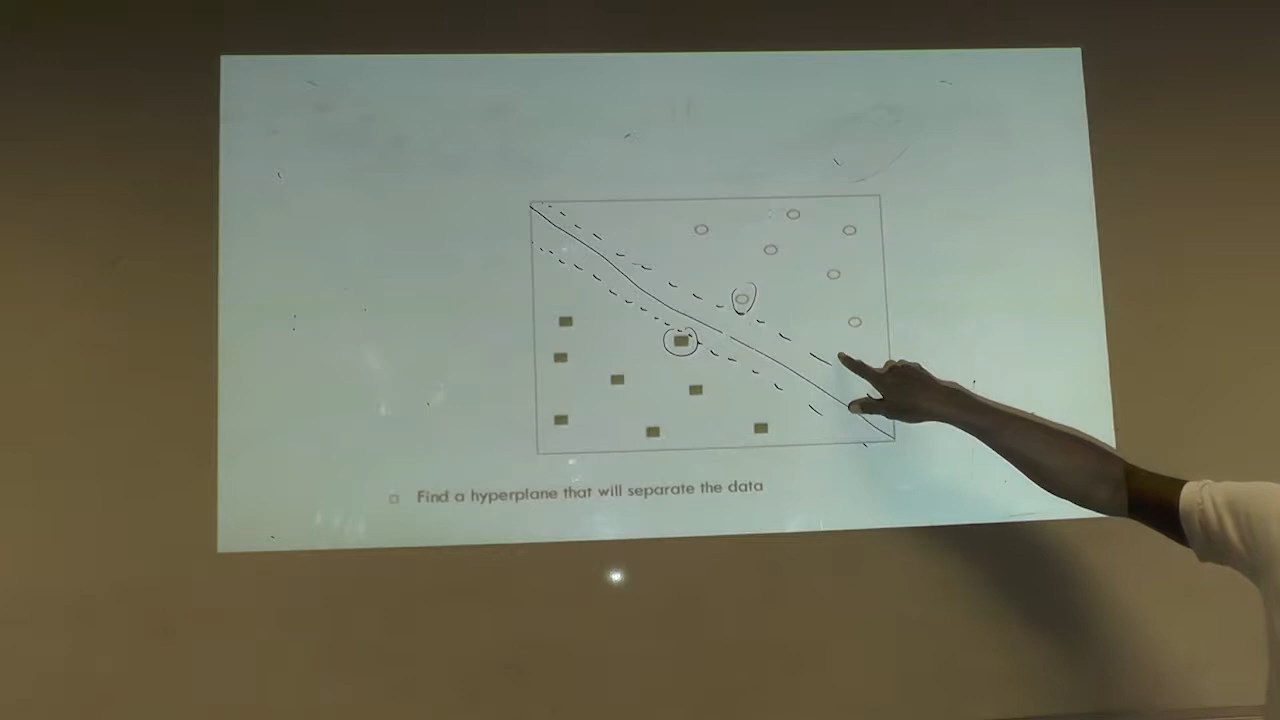 Find a hyperplane that will separate the data